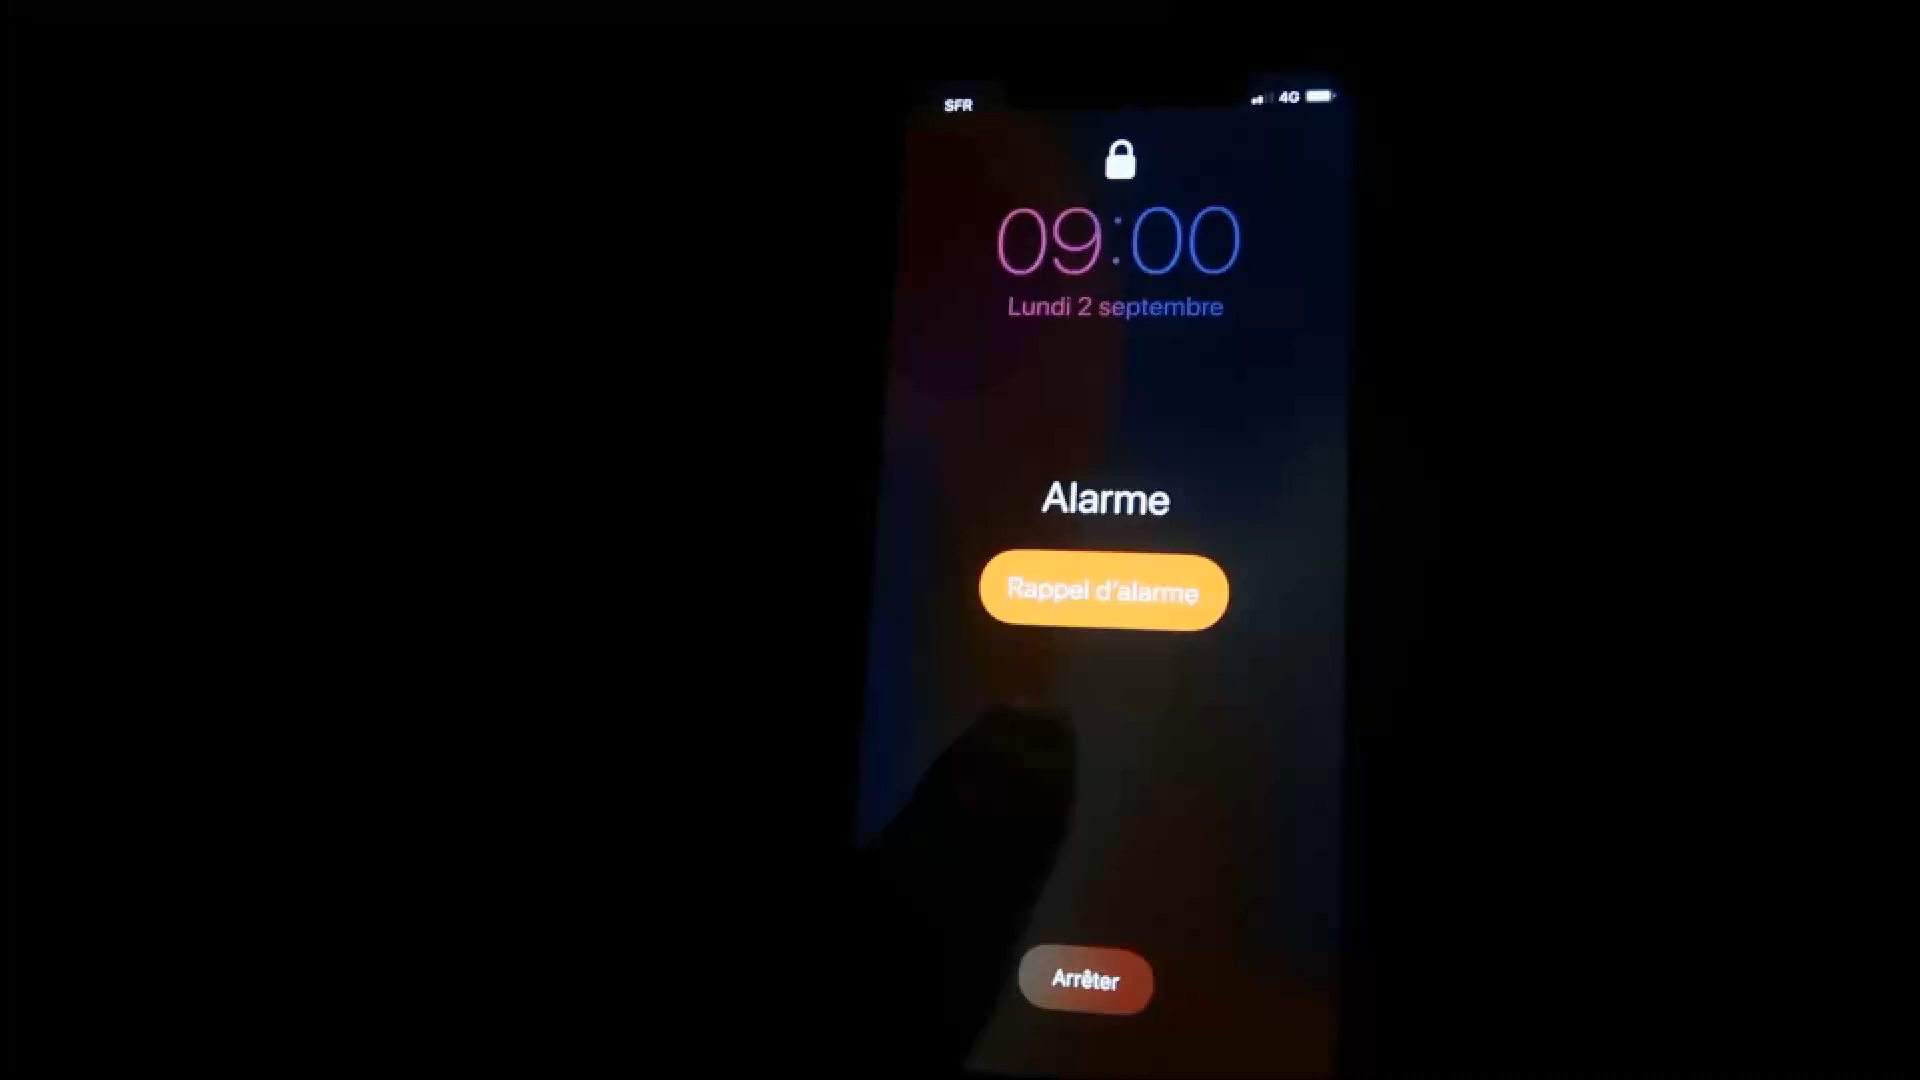 SFR 4G
09:00
Lundi 2 septembre
Alarme
Rappel d'alarme
Arrêter